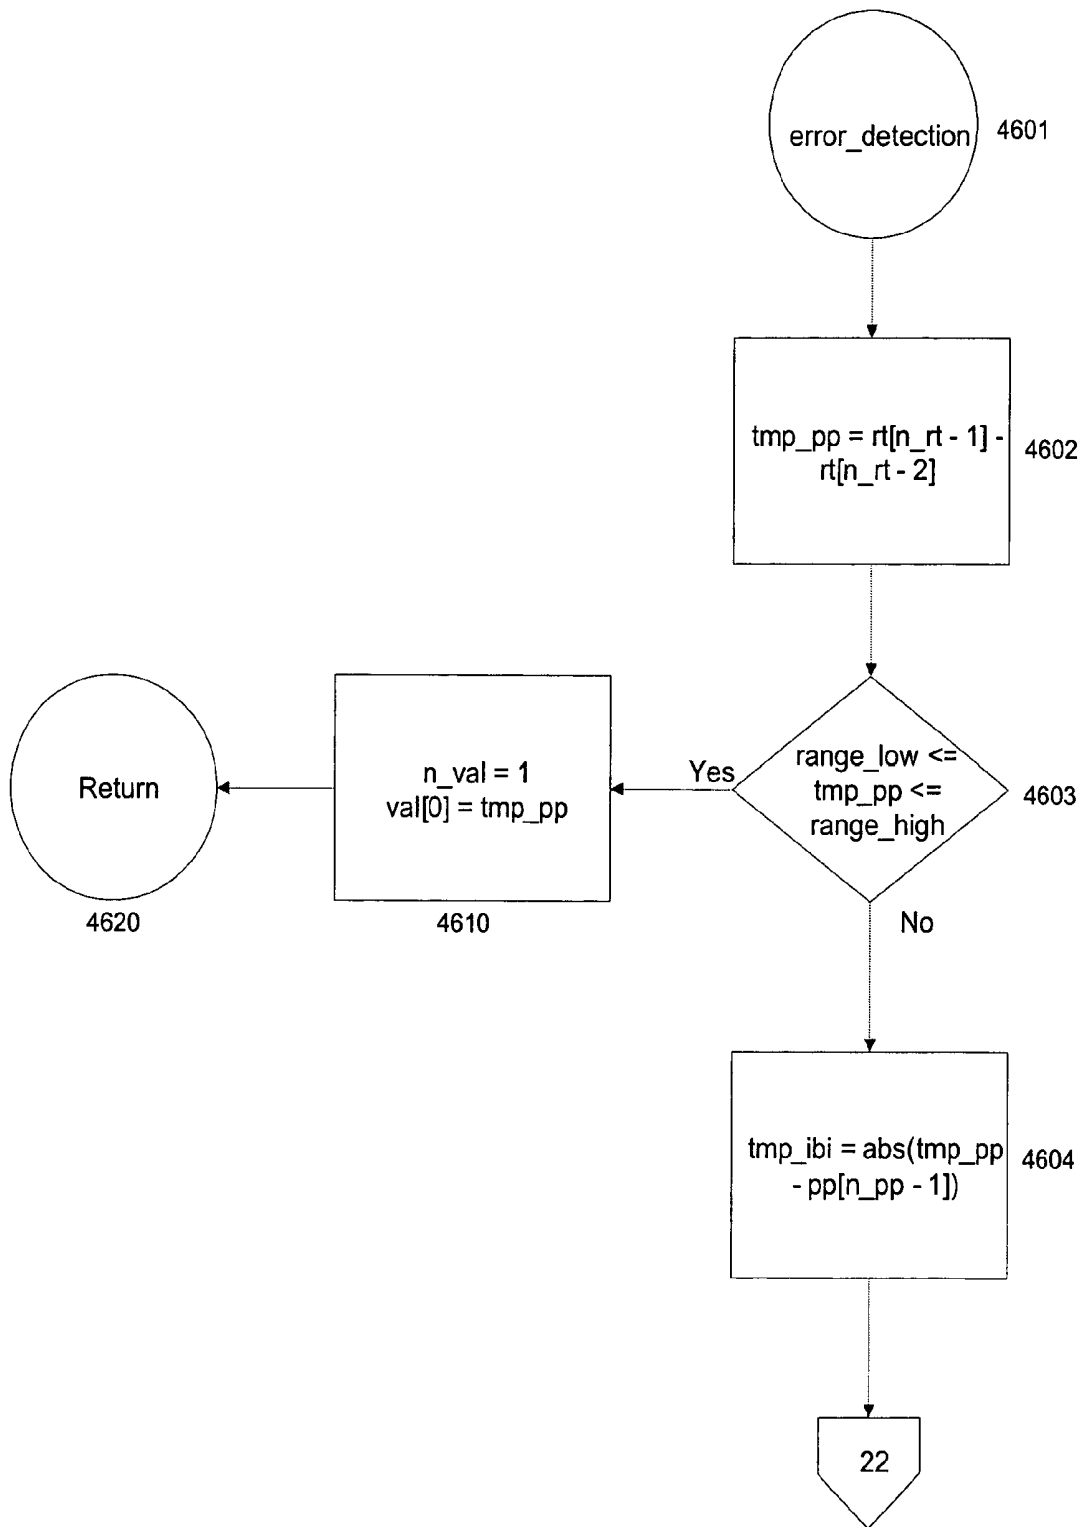 error_detection
4601
tmp_pp = rt[n_rt - 1] -
rt[n_rt - 2]
4602
range_low <=
tmp_pp <=
range_high
4603
Yes
n_val = 1
val[0] = tmp_pp
4610
Return
4620
No
tmp_ibi = abs(tmp_pp
- pp[n_pp - 1])
4604
22